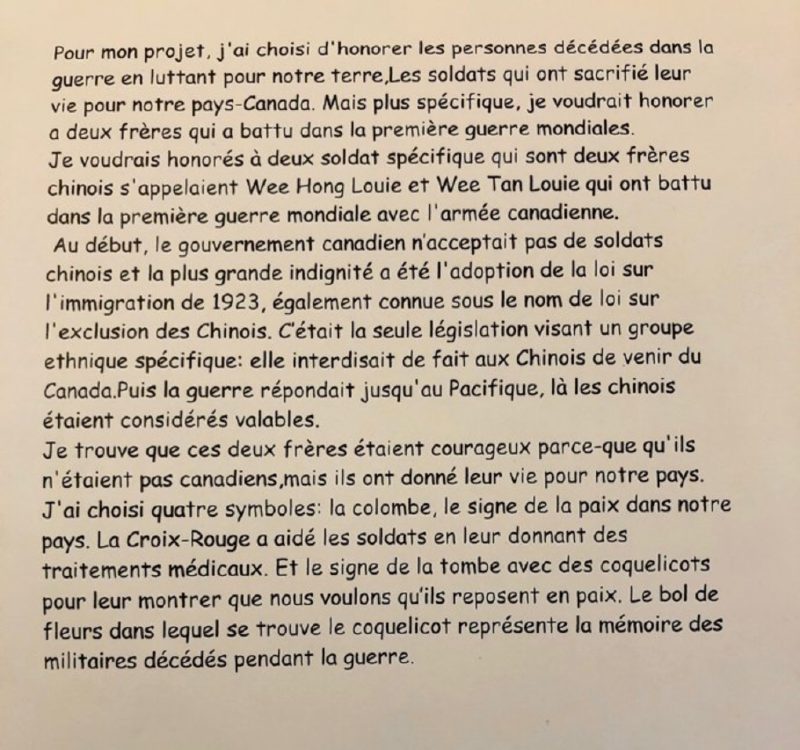 Pour mon projet, j'ai choisi d'honorer les personnes décédées dans la
guerre en luttant pour notre terre,Les soldats qui ont sacrifié leur
vie pour notre pays-Canada. Mais plus spécifique, je voudrait honorer
a deux frères qui a battu dans la première guerre mondiales.
Je voudrais honorés à deux soldat spécifique qui sont deux frères
chinois s'appelaient Wee Hong Louie et Wee Tan Louie qui ont battu
dans la première guerre mondiale avec l'armée canadienne.
Au début, le gouvernement canadien n'acceptait pas de soldats
chinois et la plus grande indignité a été l'adoption de la loi sur
l'immigration de 1923, également connue sous le nom de loi sur
l'exclusion des Chinois. C'était la seule législation visant un groupe
ethnique spécifique: elle interdisait de fait aux Chinois de venir du
Canada.Puis la guerre répondait jusqu'au Pacifique, là les chinois
étaient considérés valables.
Je trouve que ces deux frères étaient courageux parce-que qu'ils
n'étaient pas canadiens,mais ils ont donné leur vie pour notre pays.
J'ai choisi quatre symboles: la colombe, le signe de la paix dans notre
pays. La Croix-Rouge a aidé les soldats en leur donnant des
traitements médicaux. Et le signe de la tombe avec des coquelicots
pour leur montrer que nous voulons qu'ils reposent en paix. Le bol de
fleurs dans lequel se trouve le coquelicot représente la mémoire des
militaires décédés pendant la guerre.